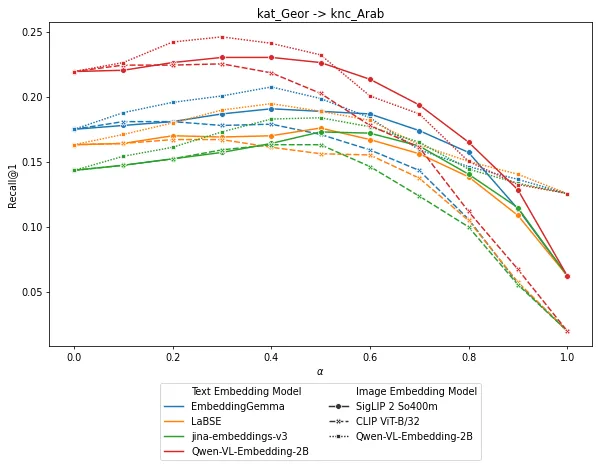 kat_Geor -> knc_Arab
Recall@1
0.25
0.20
0.15
0.10
0.05
0.0
0.2
0.4
0.6
0.8
1.0
α
Text Embedding Model
EmbeddingGemma
LaBSE
jina-embeddings-v3
Qwen-VL-Embedding-2B
Image Embedding Model
SigLIP 2 So400m
CLIP ViT-B/32
Qwen-VL-Embedding-2B